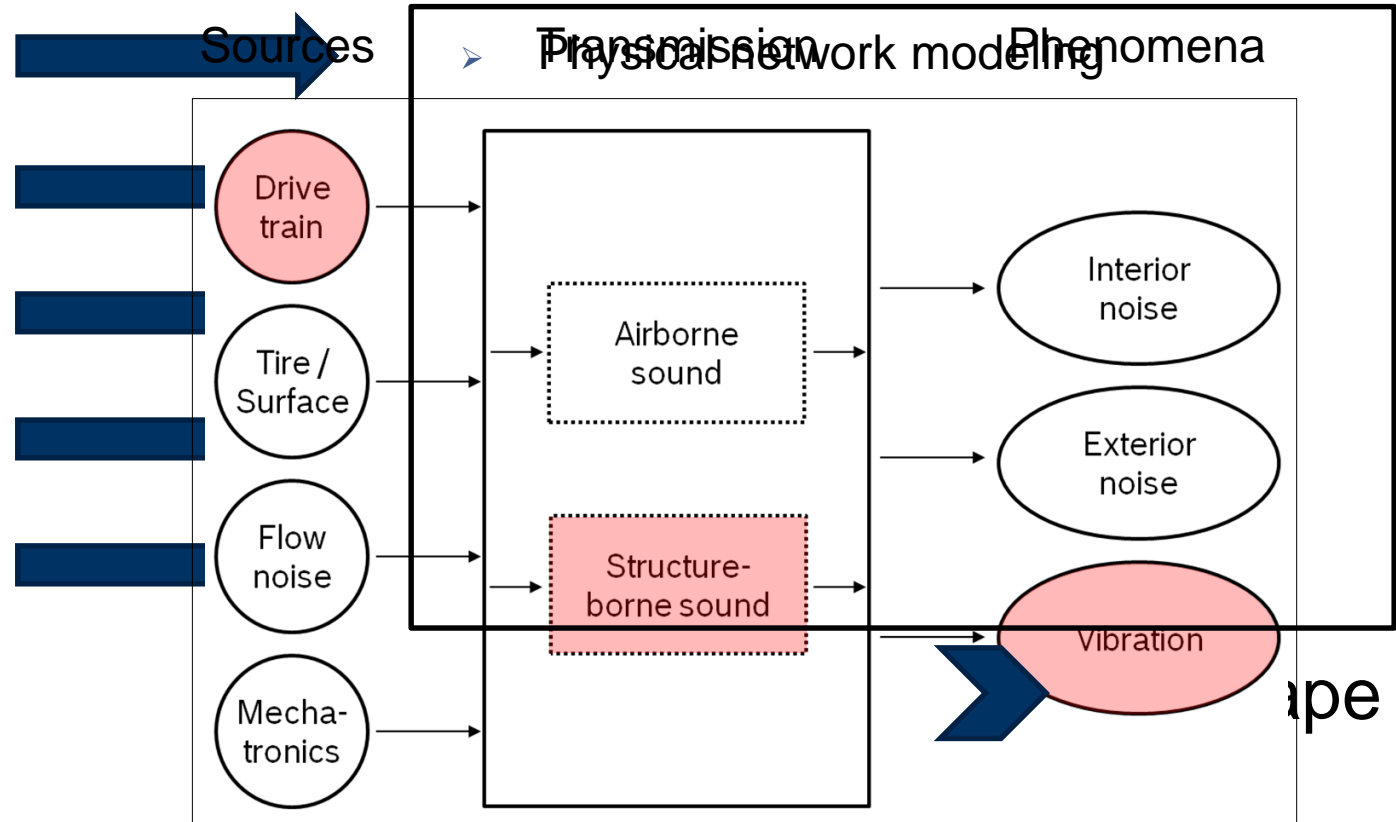 Sources
Transmission
Phenomena
Physical network modeling
Drive
train
Tire /
Surface
Flow
noise
Mecha-
tronics
Airborne
sound
Structure-
borne sound
Interior
noise
Exterior
noise
Vibration